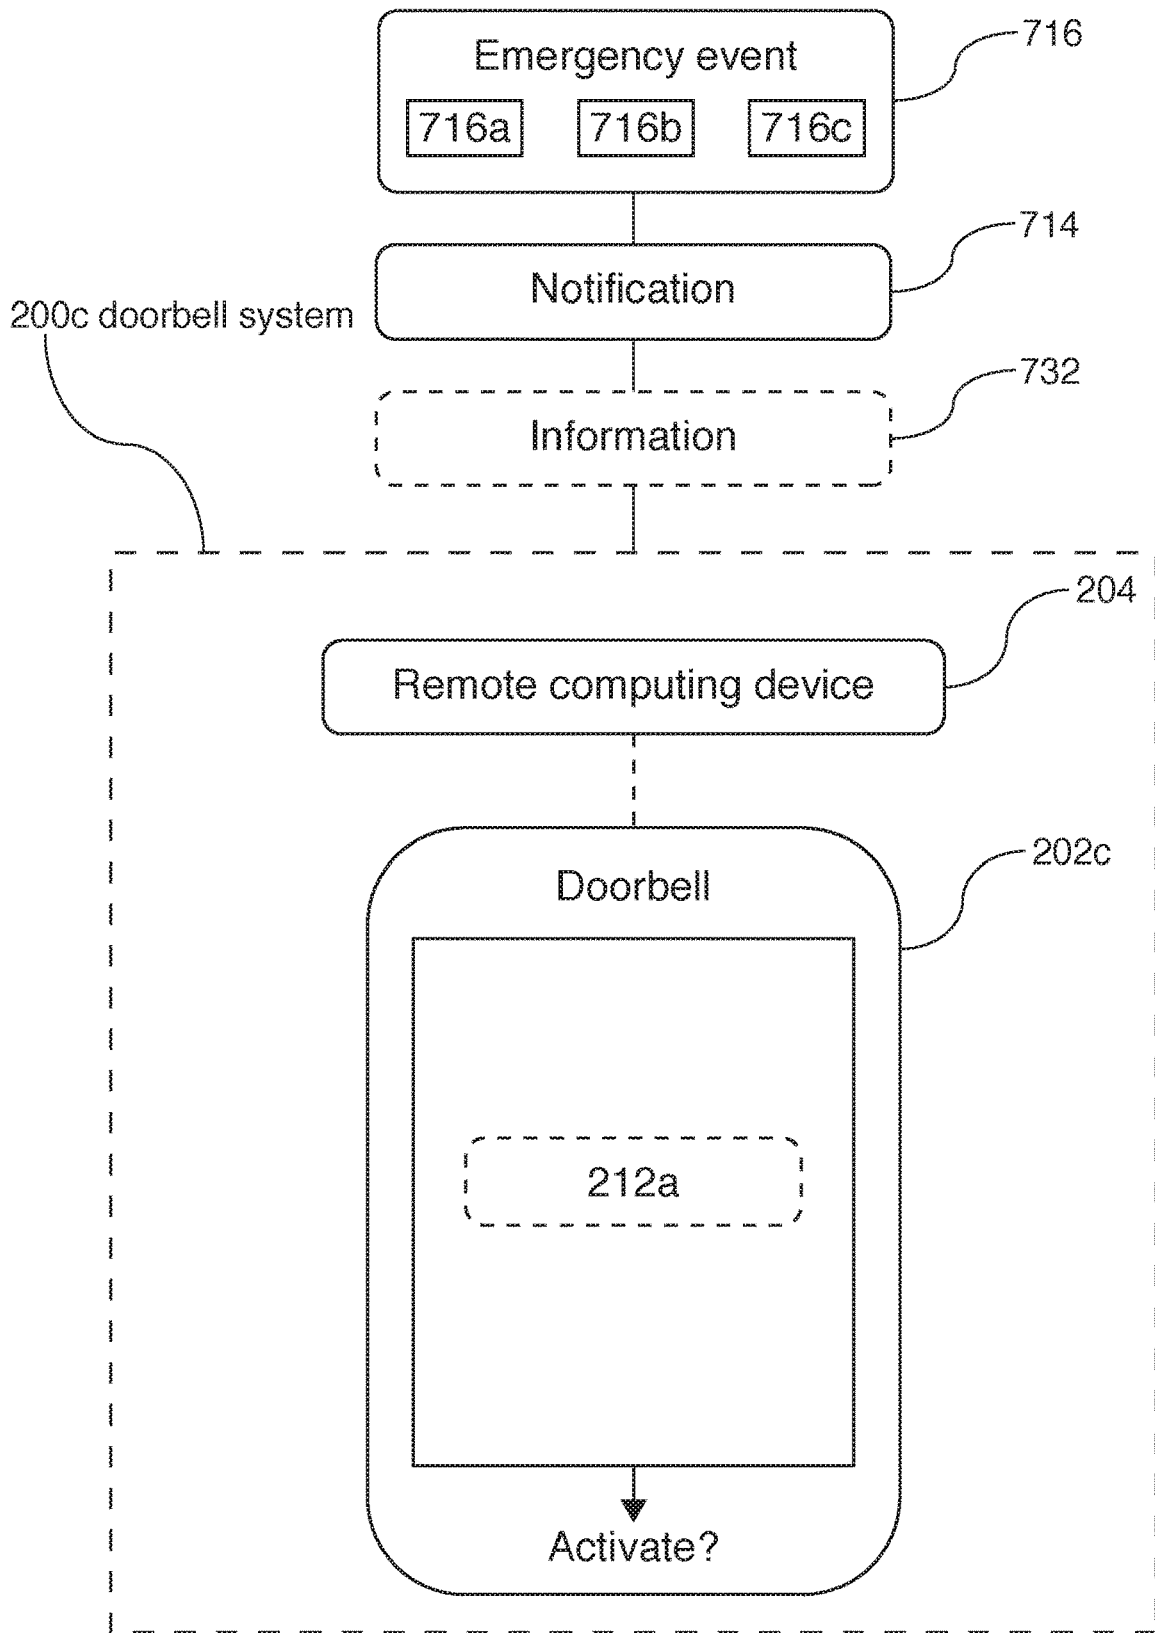 Emergency event
716
716a 716b 716c
714
Notification
200c doorbell system
732
Information
204
Remote computing device
202c
Doorbell
212a
Activate?